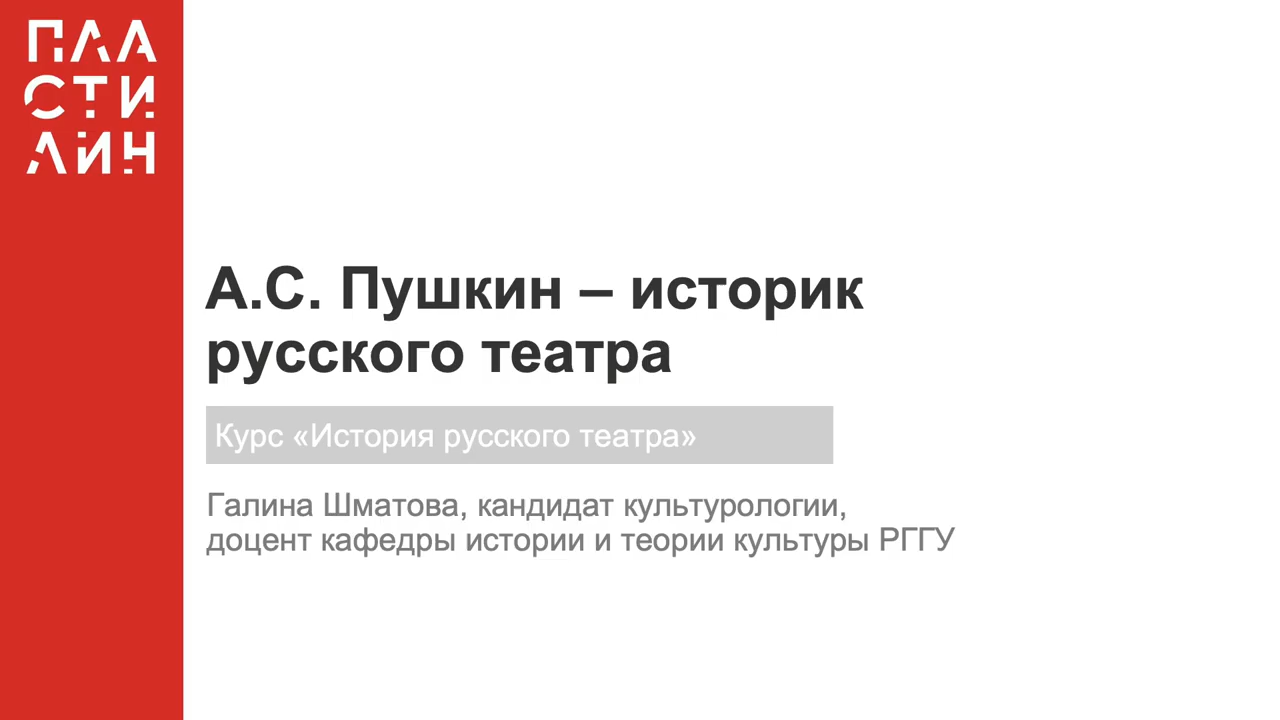 ПЛА
СТИ
ЛИН
А.С. Пушкин – историк
русского театра
Курс «История русского театра»
Галина Шматова, кандидат культурологии,
доцент кафедры истории и теории культуры РГГУ